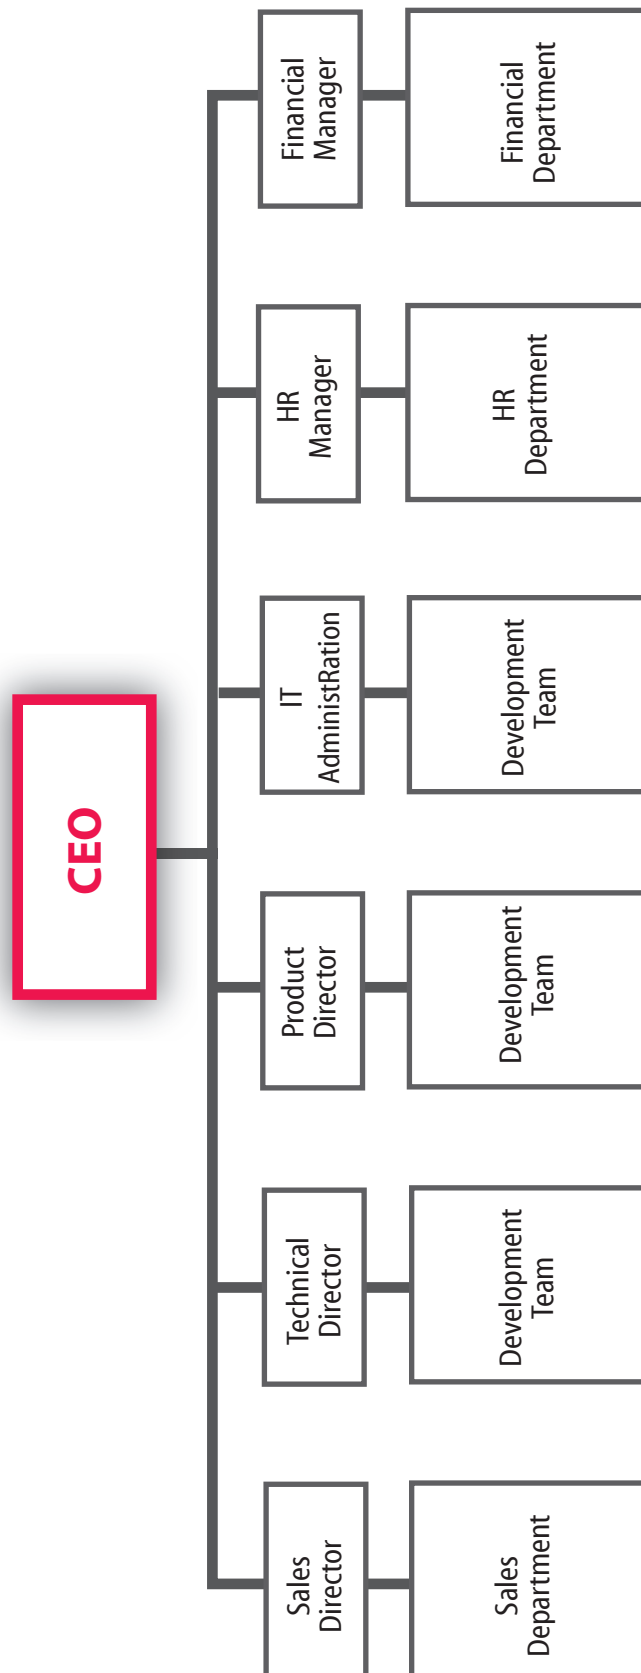 CEO
Sales
Director
Technical
Director
Product
Director
IT
AdministRation
HR
Manager
Financial
Manager
Sales
Department
Development
Team
Development
Team
Development
Team
HR
Department
Financial
Department